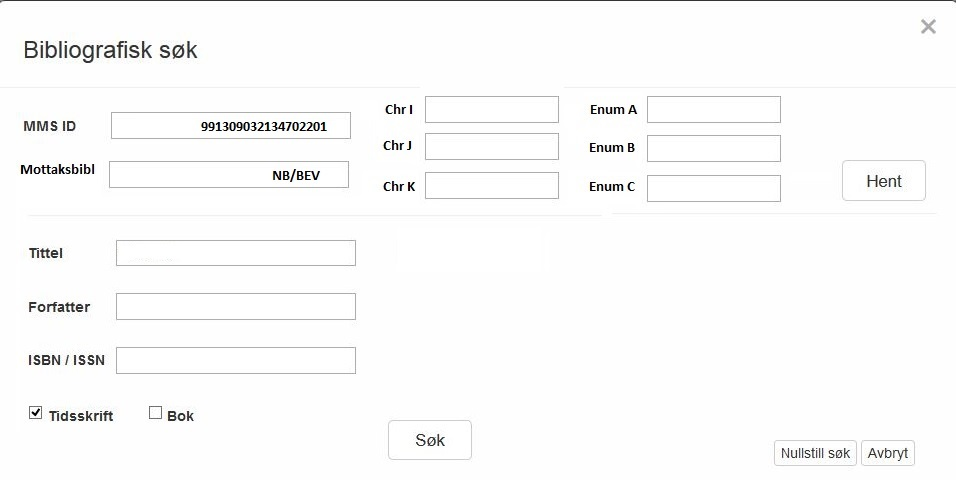 Bibliografisk søk
MMS ID 991309032134702201 Chr I Enum A
Mottaksbibl NB/BEV Chr J Enum B
Chr K Enum C Hent
Tittel
Forfatter
ISBN / ISSN
Tidsskrift Bok
Søk
Nullstill søk Avbryt